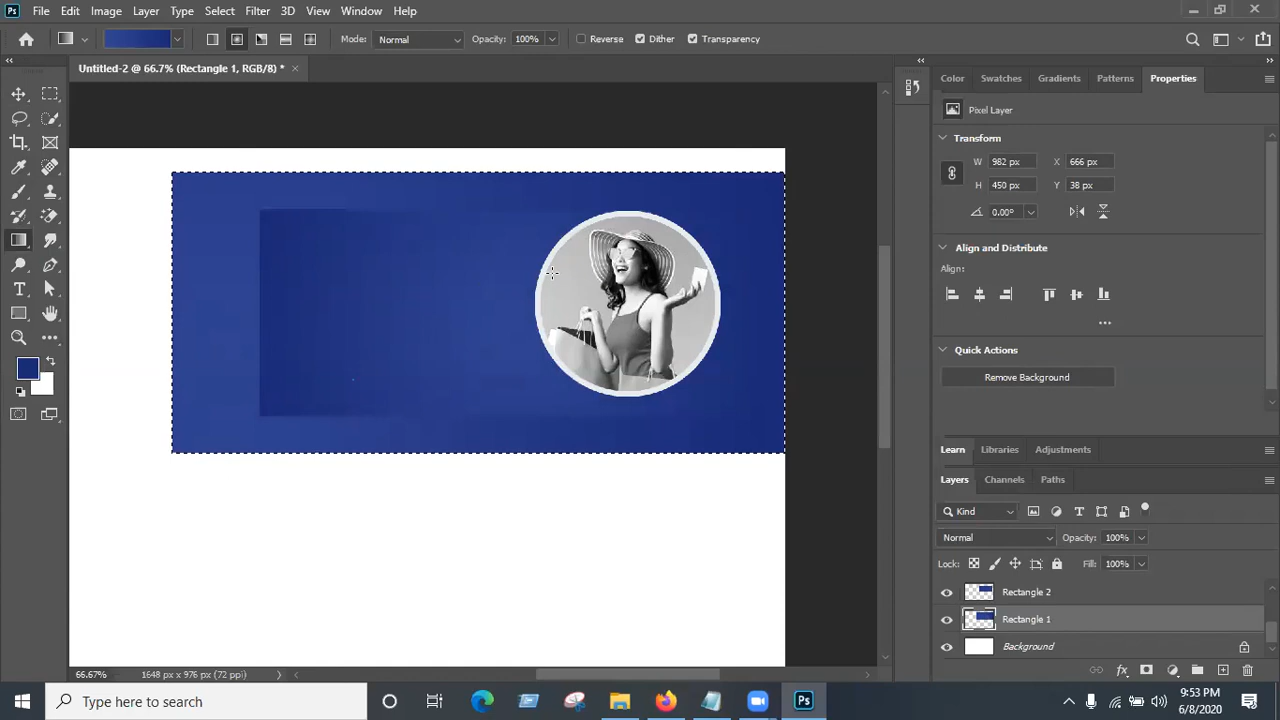 Ps File Edit Image Layer Type Select Filter 3D View Window Help
Mode: Normal Opacity: 100% Reverse Dither Transparency
Untitled-2 @ 66.7% (Rectangle 1, RGB/8) * ×
Color Swatches Gradients Patterns Properties
Pixel Layer
Transform
W 982 px X 666 px
H 450 px Y 38 px
0.00°
Align and Distribute
Align:
Quick Actions
Remove Background
Learn Libraries Adjustments
Layers Channels Paths
Kind
Normal Opacity: 100%
Lock: Fill: 100%
Rectangle 2
Rectangle 1
Background
66.67% 1648 px x 976 px (72 ppi)
Type here to search
Ps
9:53 PM
6/8/2020